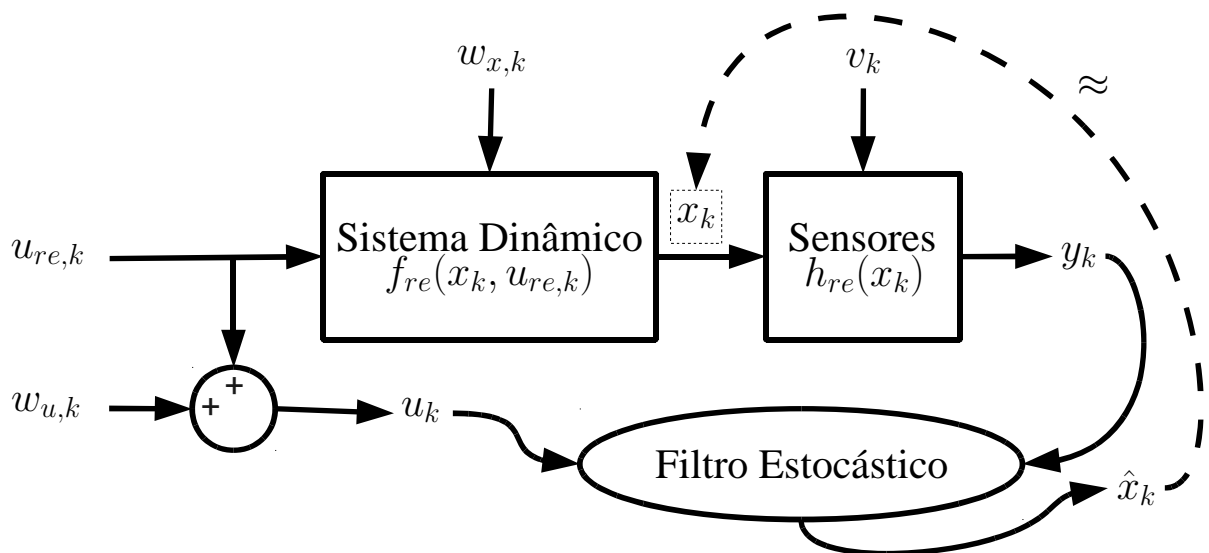 w_{x,k}
v_k
≈
x_k
Sistema Dinâmico
f_{re}(x_k, u_{re,k})
Sensores
h_{re}(x_k)
u_{re,k}
y_k
+
+
w_{u,k}
u_k
Filtro Estocástico
x̂_k